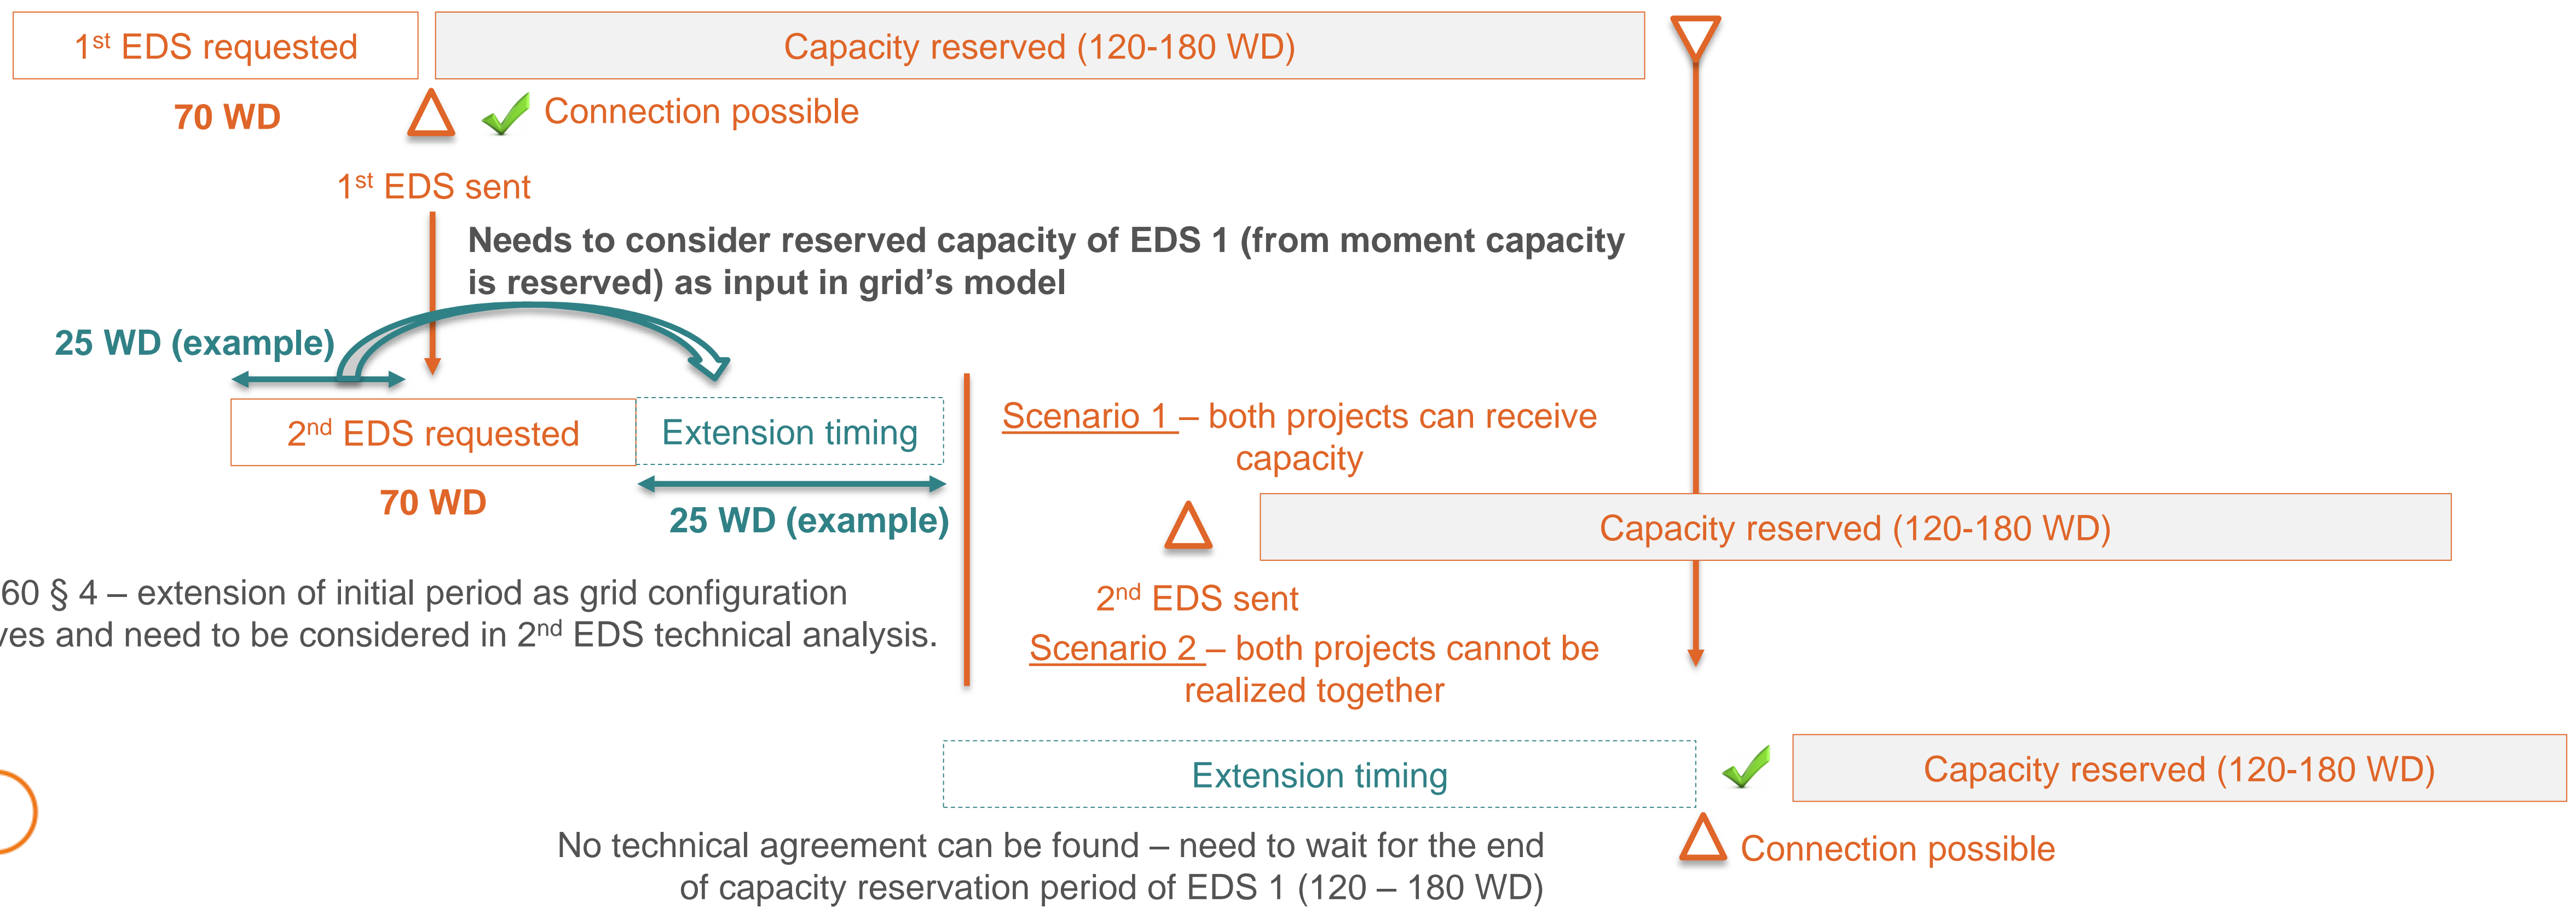 1st EDS requested
Capacity reserved (120-180 WD)
70 WD
Connection possible
1st EDS sent
Needs to consider reserved capacity of EDS 1 (from moment capacity
is reserved) as input in grid’s model
25 WD (example)
2nd EDS requested
Extension timing
70 WD
25 WD (example)
Scenario 1 – both projects can receive
capacity
Capacity reserved (120-180 WD)
2nd EDS sent
60 § 4 – extension of initial period as grid configuration
and need to be considered in 2nd EDS technical analysis.
Scenario 2 – both projects cannot be
realized together
Extension timing
Capacity reserved (120-180 WD)
Connection possible
No technical agreement can be found – need to wait for the end
of capacity reservation period of EDS 1 (120 – 180 WD)